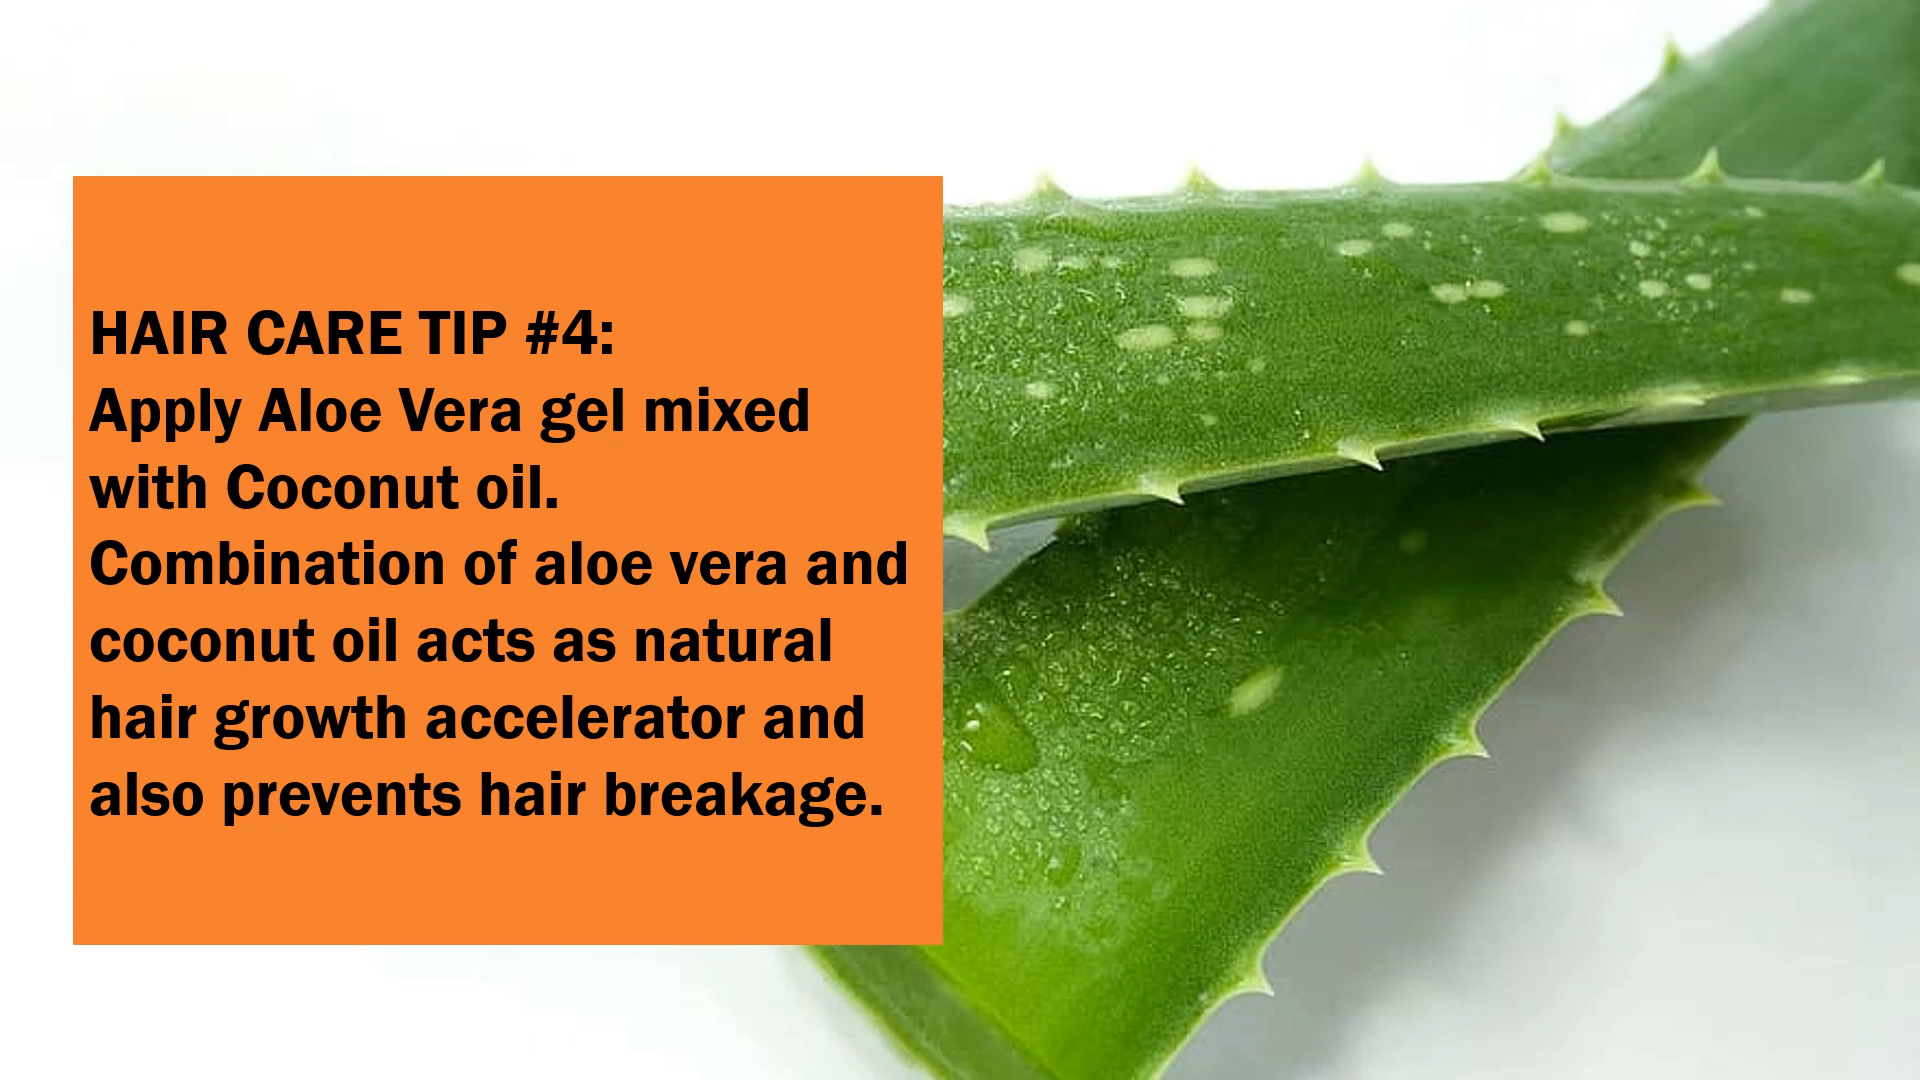 HAIR CARE TIP #4:
Apply Aloe Vera gel mixed
with Coconut oil.
Combination of aloe vera and
coconut oil acts as natural
hair growth accelerator and
also prevents hair breakage.